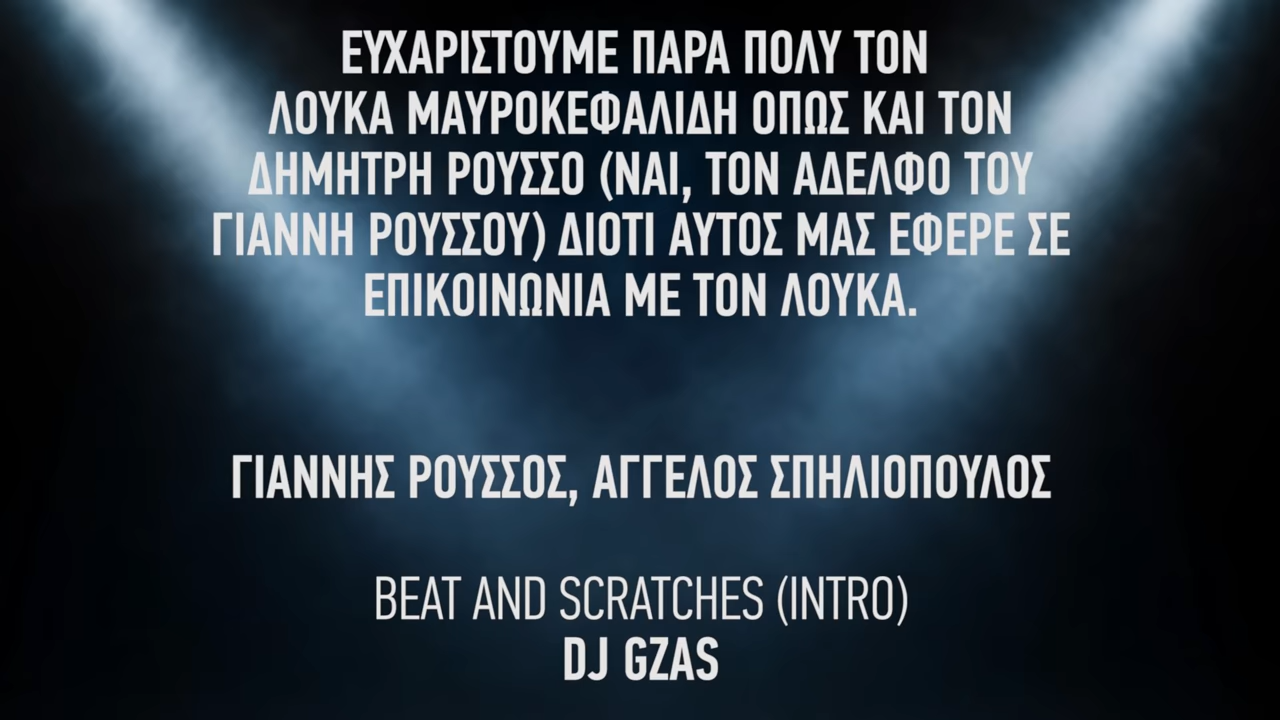 ΕΥΧΑΡΙΣΤΟΥΜΕ ΠΑΡΑ ΠΟΛΥ ΤΟΝ
ΛΟΥΚΑ ΜΑΥΡΟΚΕΦΑΛΙΔΗ ΟΠΩΣ ΚΑΙ ΤΟΝ
ΔΗΜΗΤΡΗ ΡΟΥΣΣΟ (ΝΑΙ, ΤΟΝ ΑΔΕΛΦΟ ΤΟΥ
ΓΙΑΝΝΗ ΡΟΥΣΣΟΥ) ΔΙΟΤΙ ΑΥΤΟΣ ΜΑΣ ΕΦΕΡΕ ΣΕ
ΕΠΙΚΟΙΝΩΝΙΑ ΜΕ ΤΟΝ ΛΟΥΚΑ.
ΓΙΑΝΝΗΣ ΡΟΥΣΣΟΣ, ΑΓΓΕΛΟΣ ΣΠΗΛΙΟΠΟΥΛΟΣ
BEAT AND SCRATCHES (INTRO)
DJ GZAS